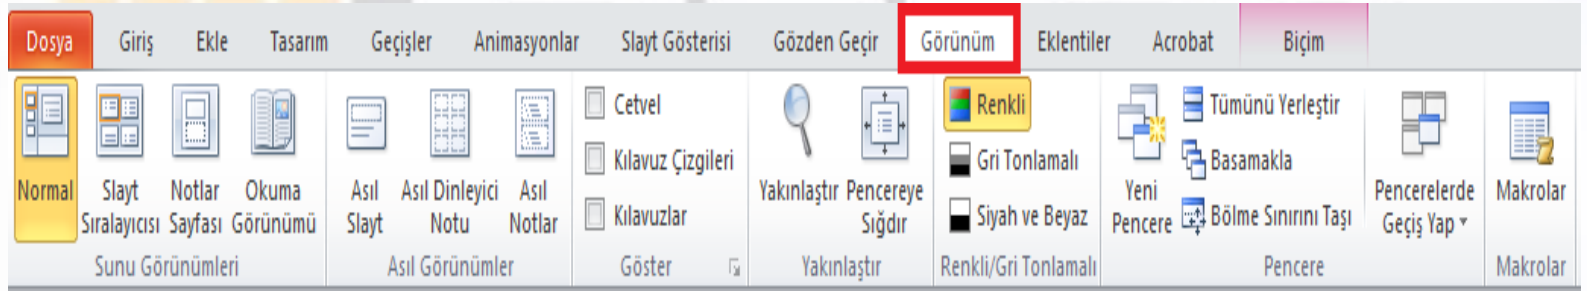 Dosya Giriş Ekle Tasarım Geçişler Animasyonlar Slayt Gösterisi Gözden Geçir Görünüm Eklentiler Acrobat Biçim
Normal
Slayt
Sıralayıcısı
Notlar
Sayfası
Okuma
Görünümü
Sunu Görünümleri
Asıl
Slayt
Asıl Dinleyici
Notu
Asıl
Notlar
Asıl Görünümler
Cetvel
Kılavuz Çizgileri
Kılavuzlar
Göster
Yakınlaştır
Pencereye
Sığdır
Yakınlaştır
Renkli
Gri Tonlamalı
Siyah ve Beyaz
Renkli/Gri Tonlamalı
Yeni
Pencere
Tümünü Yerleştir
Basamakla
Bölme Sınırını Taşı
Pencerelerde
Geçiş Yap
Pencere
Makrolar
Makrolar